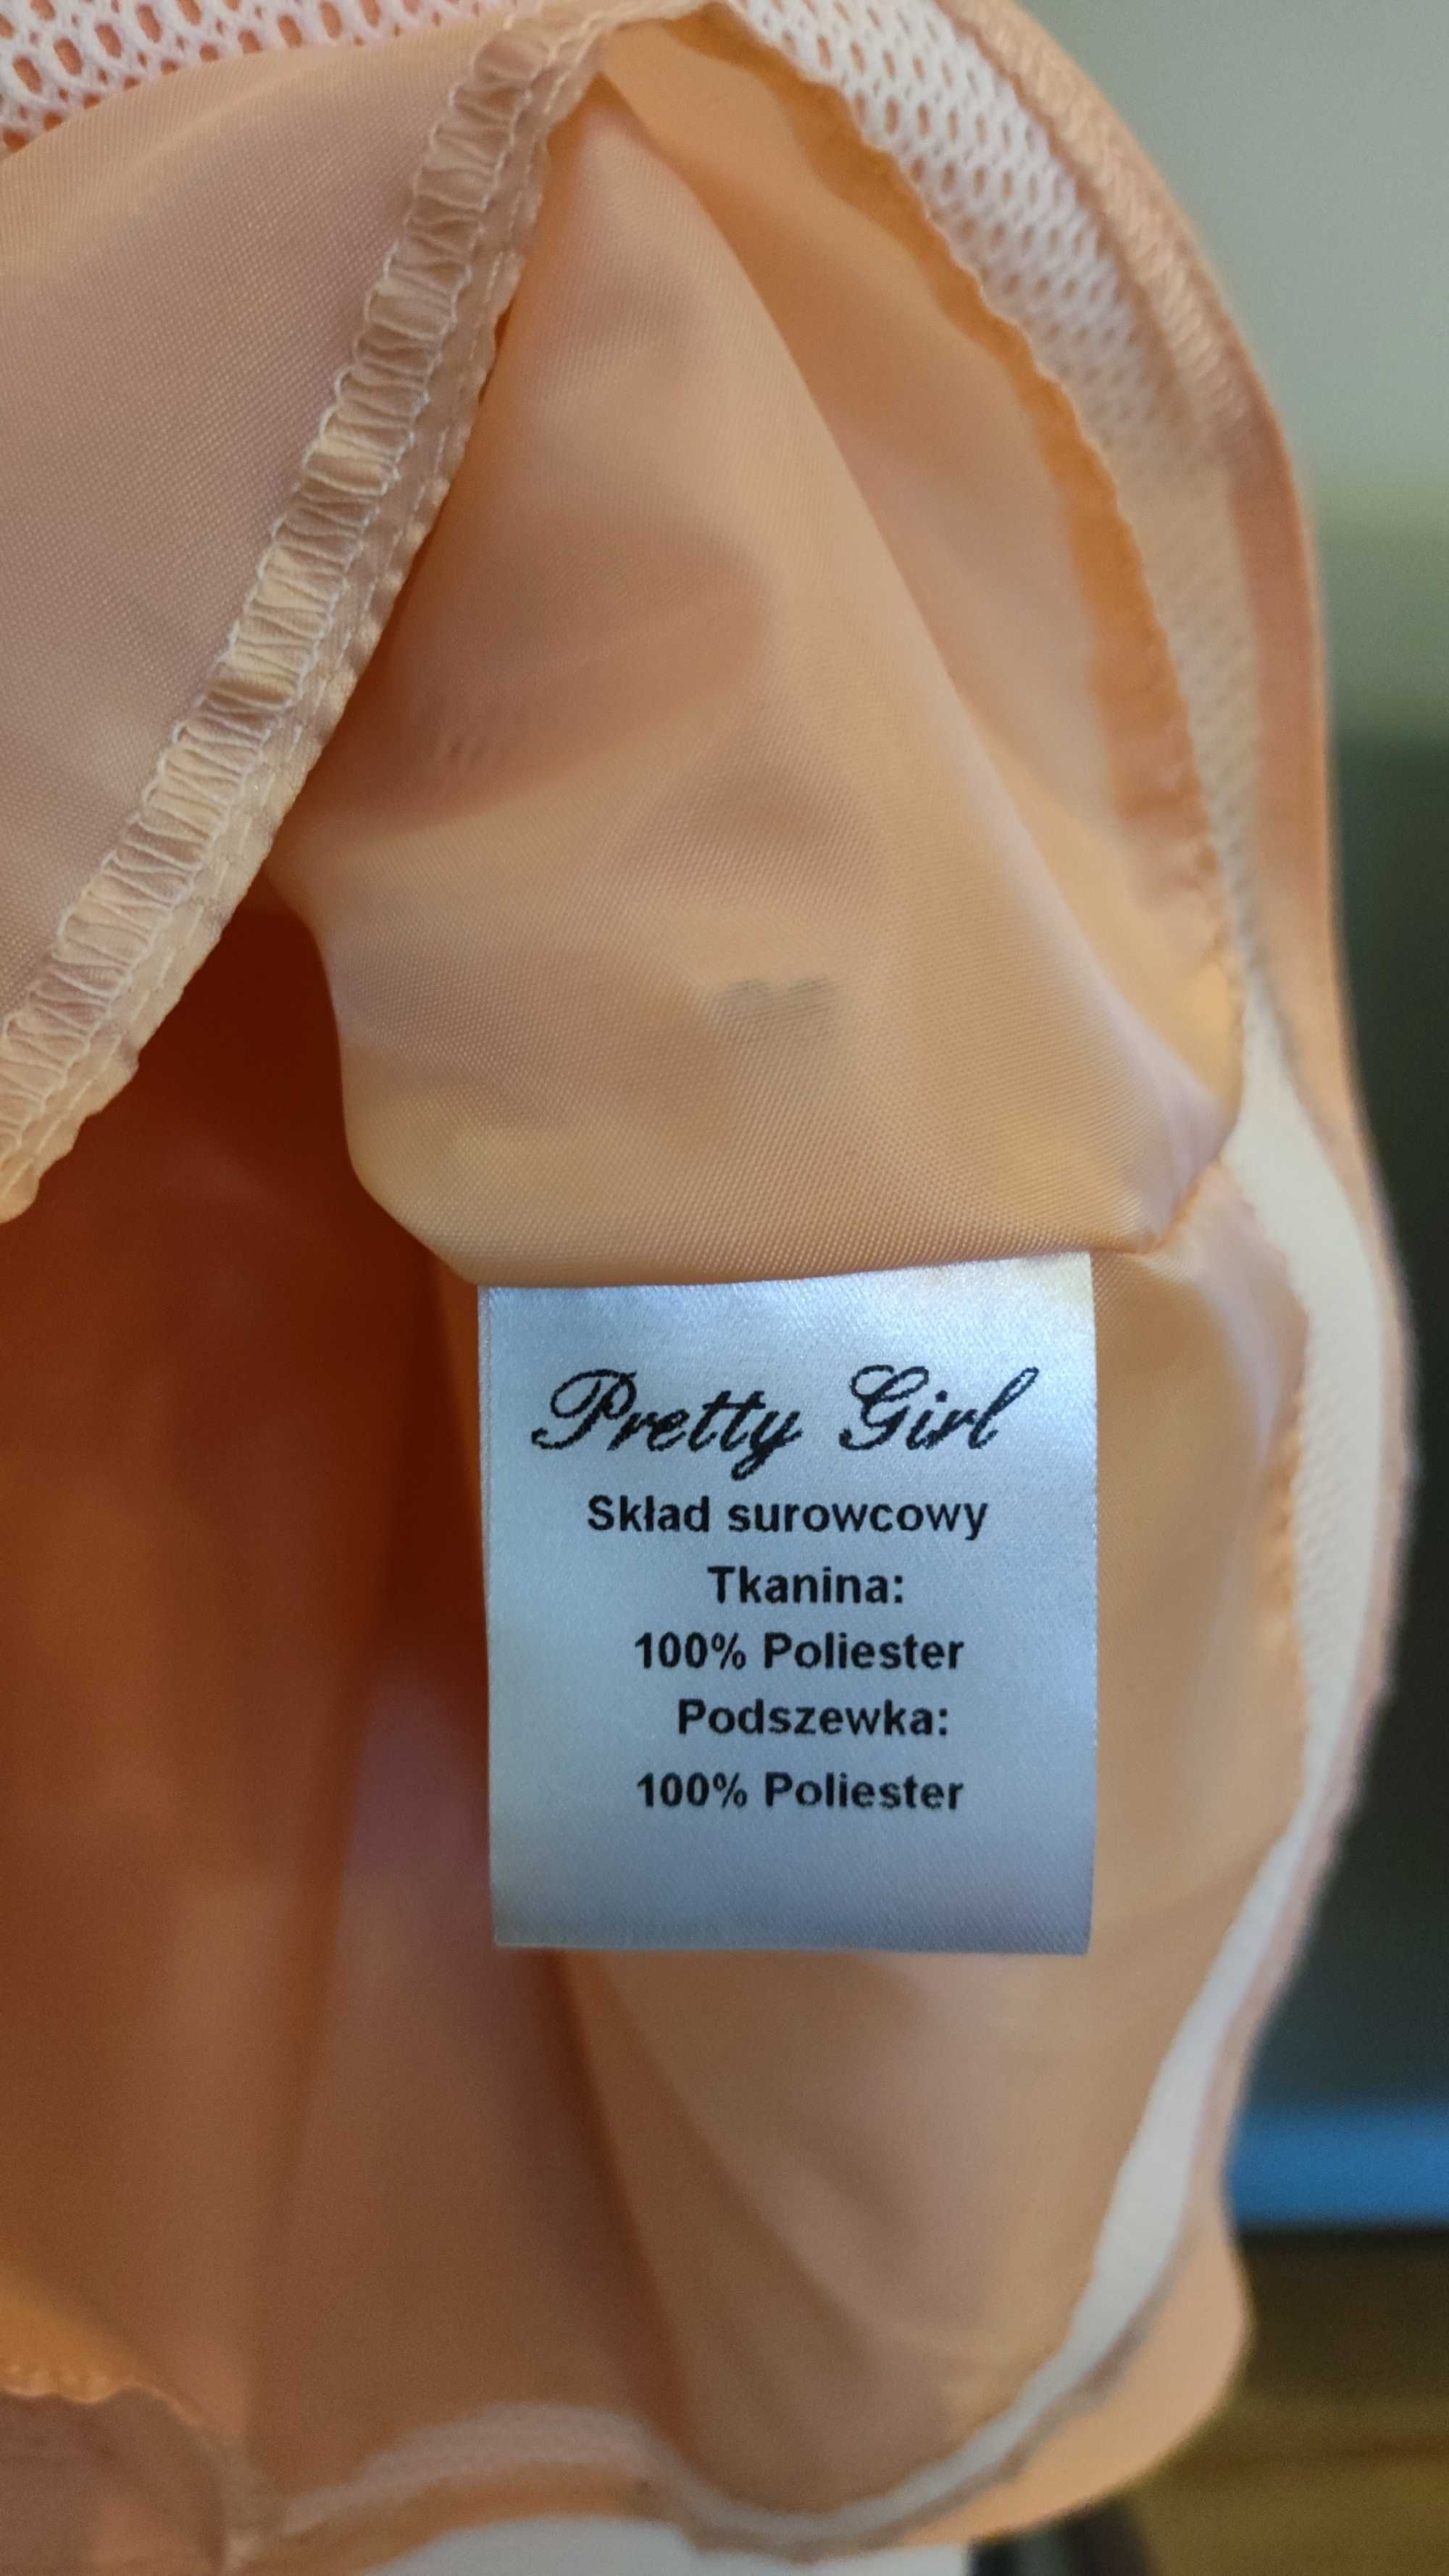 Pretty Girl
Skład surowcowy
Tkanina:
100% Poliester
Podszewka:
100% Poliester